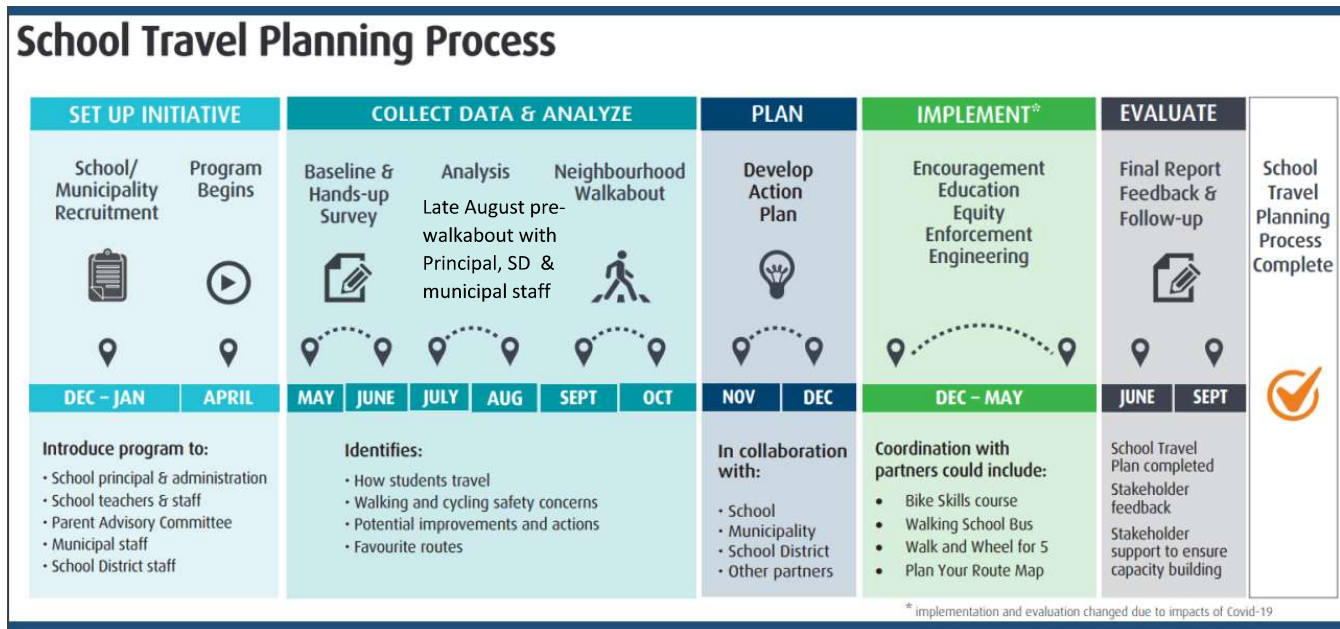 School Travel Planning Process
SET UP INITIATIVE
School/
Municipality
Recruitment
Program
Begins
DEC – JAN
APRIL
Introduce program to:
· School principal & administration
· School teachers & staff
· Parent Advisory Committee
· Municipal staff
· School District staff
COLLECT DATA & ANALYZE
Baseline &
Hands-up
Survey
Analysis
Late August pre-
walkabout with
Principal, SD &
municipal staff
Neighbourhood
Walkabout
MAY
JUNE
JULY
AUG
SEPT
OCT
Identifies:
· How students travel
· Walking and cycling safety concerns
· Potential improvements and actions
· Favourite routes
PLAN
Develop
Action
Plan
NOV
DEC
In collaboration
with:
· School
· Municipality
· School District
· Other partners
IMPLEMENT*
Encouragement
Education
Equity
Enforcement
Engineering
DEC – MAY
Coordination with
partners could include:
• Bike Skills course
• Walking School Bus
• Walk and Wheel for 5
• Plan Your Route Map
EVALUATE
Final Report
Feedback &
Follow-up
JUNE
SEPT
School Travel
Plan completed
Stakeholder
feedback
Stakeholder
support to ensure
capacity building
School
Travel
Planning
Process
Complete
* implementation and evaluation changed due to impacts of Covid-19